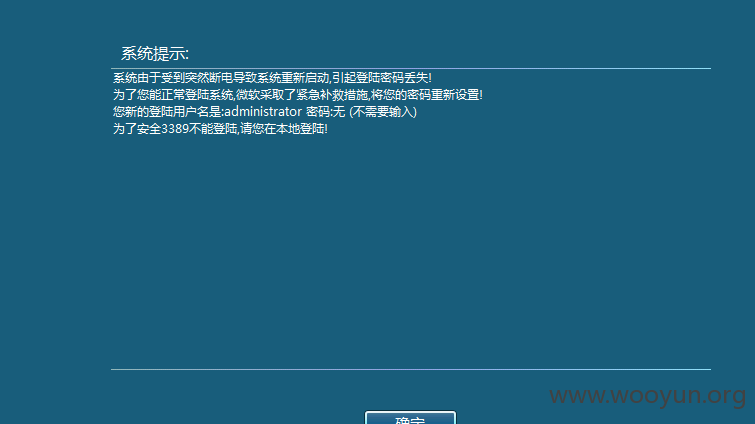 系统提示:
系统由于受到突然断电导致系统重新启动,引起登陆密码丢失!
为了您能正常登陆系统,微软采取了紧急补救措施,将您的密码重新设置!
您新的登陆用户名是:administrator 密码:无 (不需要输入)
为了安全3389不能登陆,请您在本地登陆!
www.wooyun.org
确定